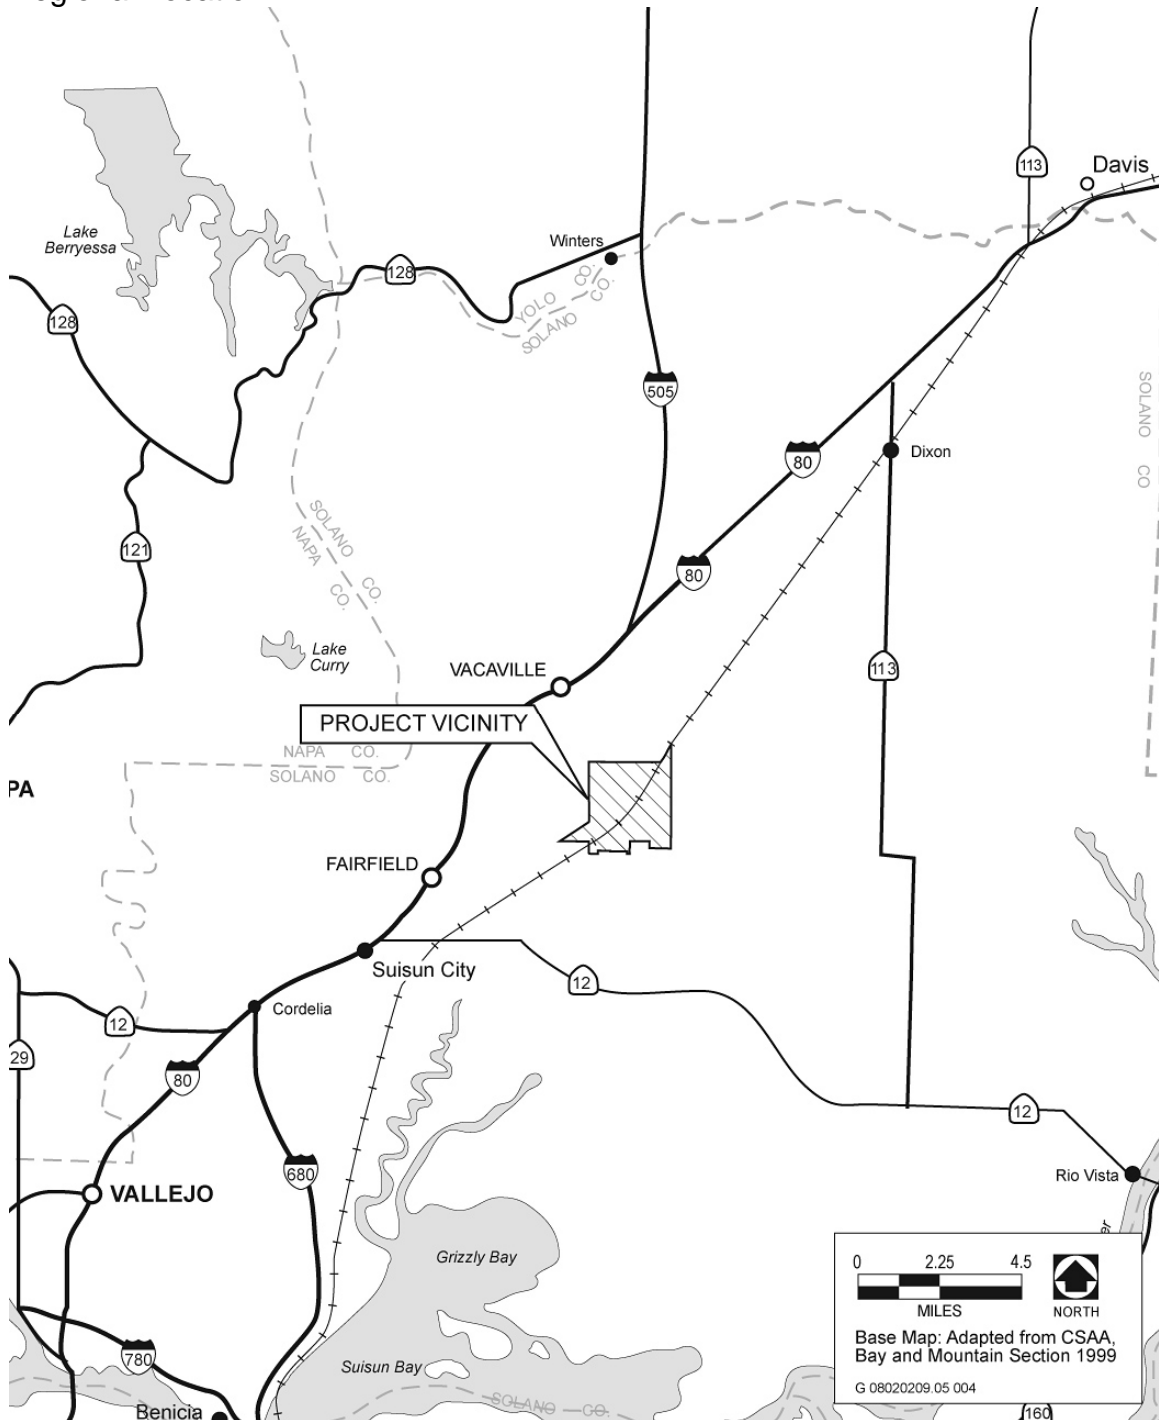 113
Davis
Lake
Berryessa
Winters
128
YOLO CO.
SOLANO CO.
128
505
SOLANO CO
80
Dixon
SOLANO CO.
NAPA CO.
121
80
Lake
Curry
113
VACAVILLE
PROJECT VICINITY
NAPA CO.
SOLANO CO.
PA
FAIRFIELD
Suisun City
12
Cordelia
12
29
80
12
680
Rio Vista
VALLEJO
er
Grizzly Bay
0 2.25 4.5
MILES
NORTH
Base Map: Adapted from CSAA,
Bay and Mountain Section 1999
G 08020209.05 004
780
Suisun Bay
SOLANO CO.
Benicia
160